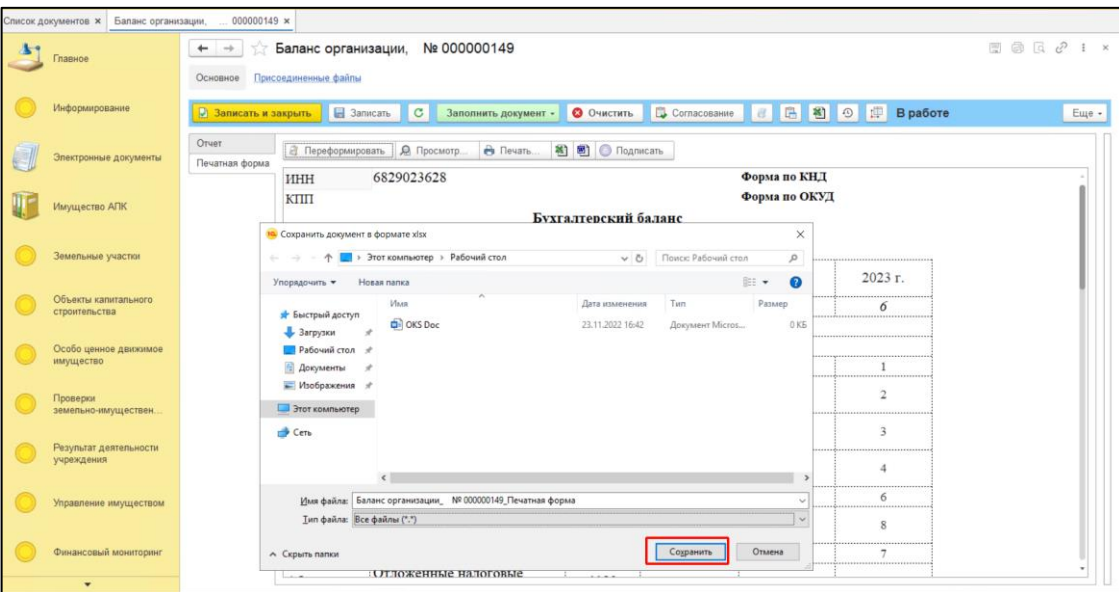 Список документов × Баланс организации, ... 000000149 ×
Главное
Информирование
Электронные документы
Имущество АПК
Земельные участки
Объекты капитального
строительства
Особо ценное движимое
имущество
Проверки
земельно-имуществен...
Результат деятельности
учреждения
Управление имуществом
Финансовый мониторинг
Баланс организации, № 000000149
Основное Присоединенные файлы
Записать и закрыть Записать Заполнить документ Очистить Согласование В работе Еще
Отчет
Печатная форма
Переформировать Просмотр... Печать... Подписать
ИНН 6829023628 Форма по КНД
КПП Форма по ОКУД
Бухгалтерский баланс
Сохранить документ в формате xlsx
Этот компьютер › Рабочий стол Поиск: Рабочий стол
Упорядочить Новая папка
Имя Дата изменения Тип Размер
Быстрый доступ
OKS Doc 23.11.2022 16:42 Документ Micros... 0 КБ
Загрузки
Рабочий стол
Документы
Изображения
Этот компьютер
Сеть
Имя файла: Баланс организации_ № 000000149_Печатная форма
Тип файла: Все файлы (*.*)
Скрыть папки Сохранить Отмена
2023 г.
6
1
2
3
4
6
8
7
Отложенные налоговые